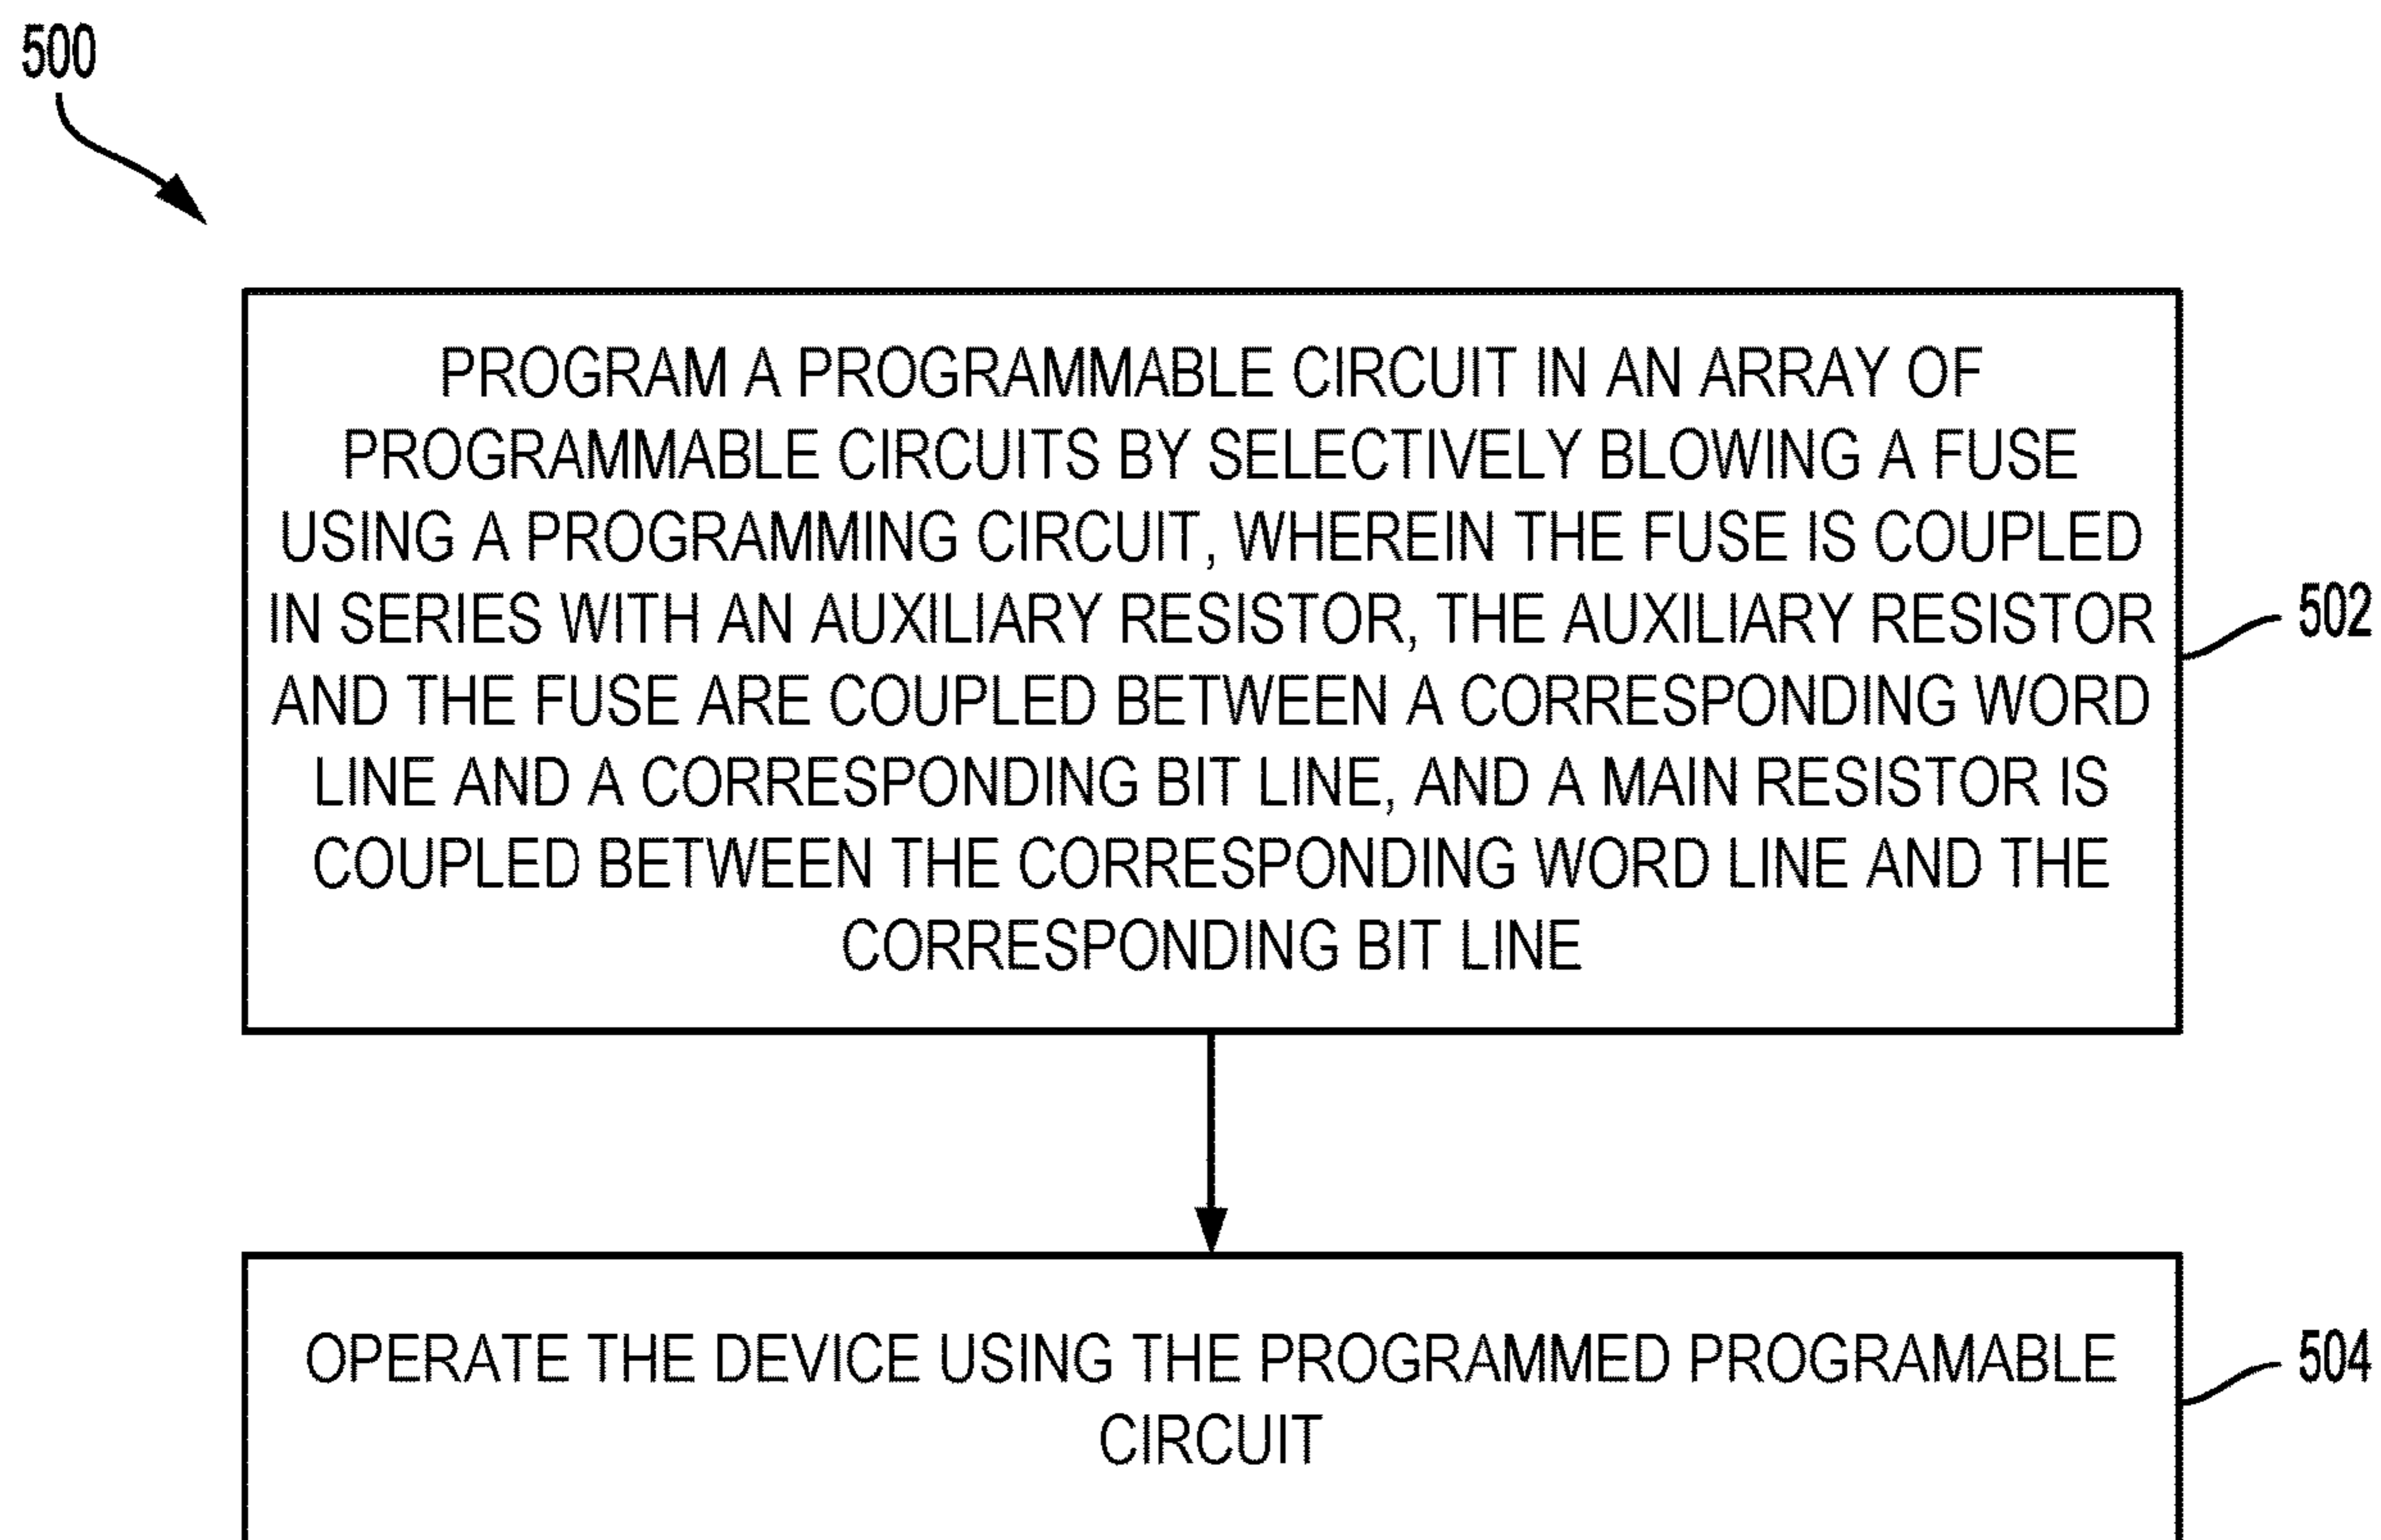 500
PROGRAM A PROGRAMMABLE CIRCUIT IN AN ARRAY OF
PROGRAMMABLE CIRCUITS BY SELECTIVELY BLOWING A FUSE
USING A PROGRAMMING CIRCUIT, WHEREIN THE FUSE IS COUPLED
IN SERIES WITH AN AUXILIARY RESISTOR, THE AUXILIARY RESISTOR
AND THE FUSE ARE COUPLED BETWEEN A CORRESPONDING WORD
LINE AND A CORRESPONDING BIT LINE, AND A MAIN RESISTOR IS
COUPLED BETWEEN THE CORRESPONDING WORD LINE AND THE
CORRESPONDING BIT LINE
502
OPERATE THE DEVICE USING THE PROGRAMMED PROGRAMABLE
CIRCUIT
504